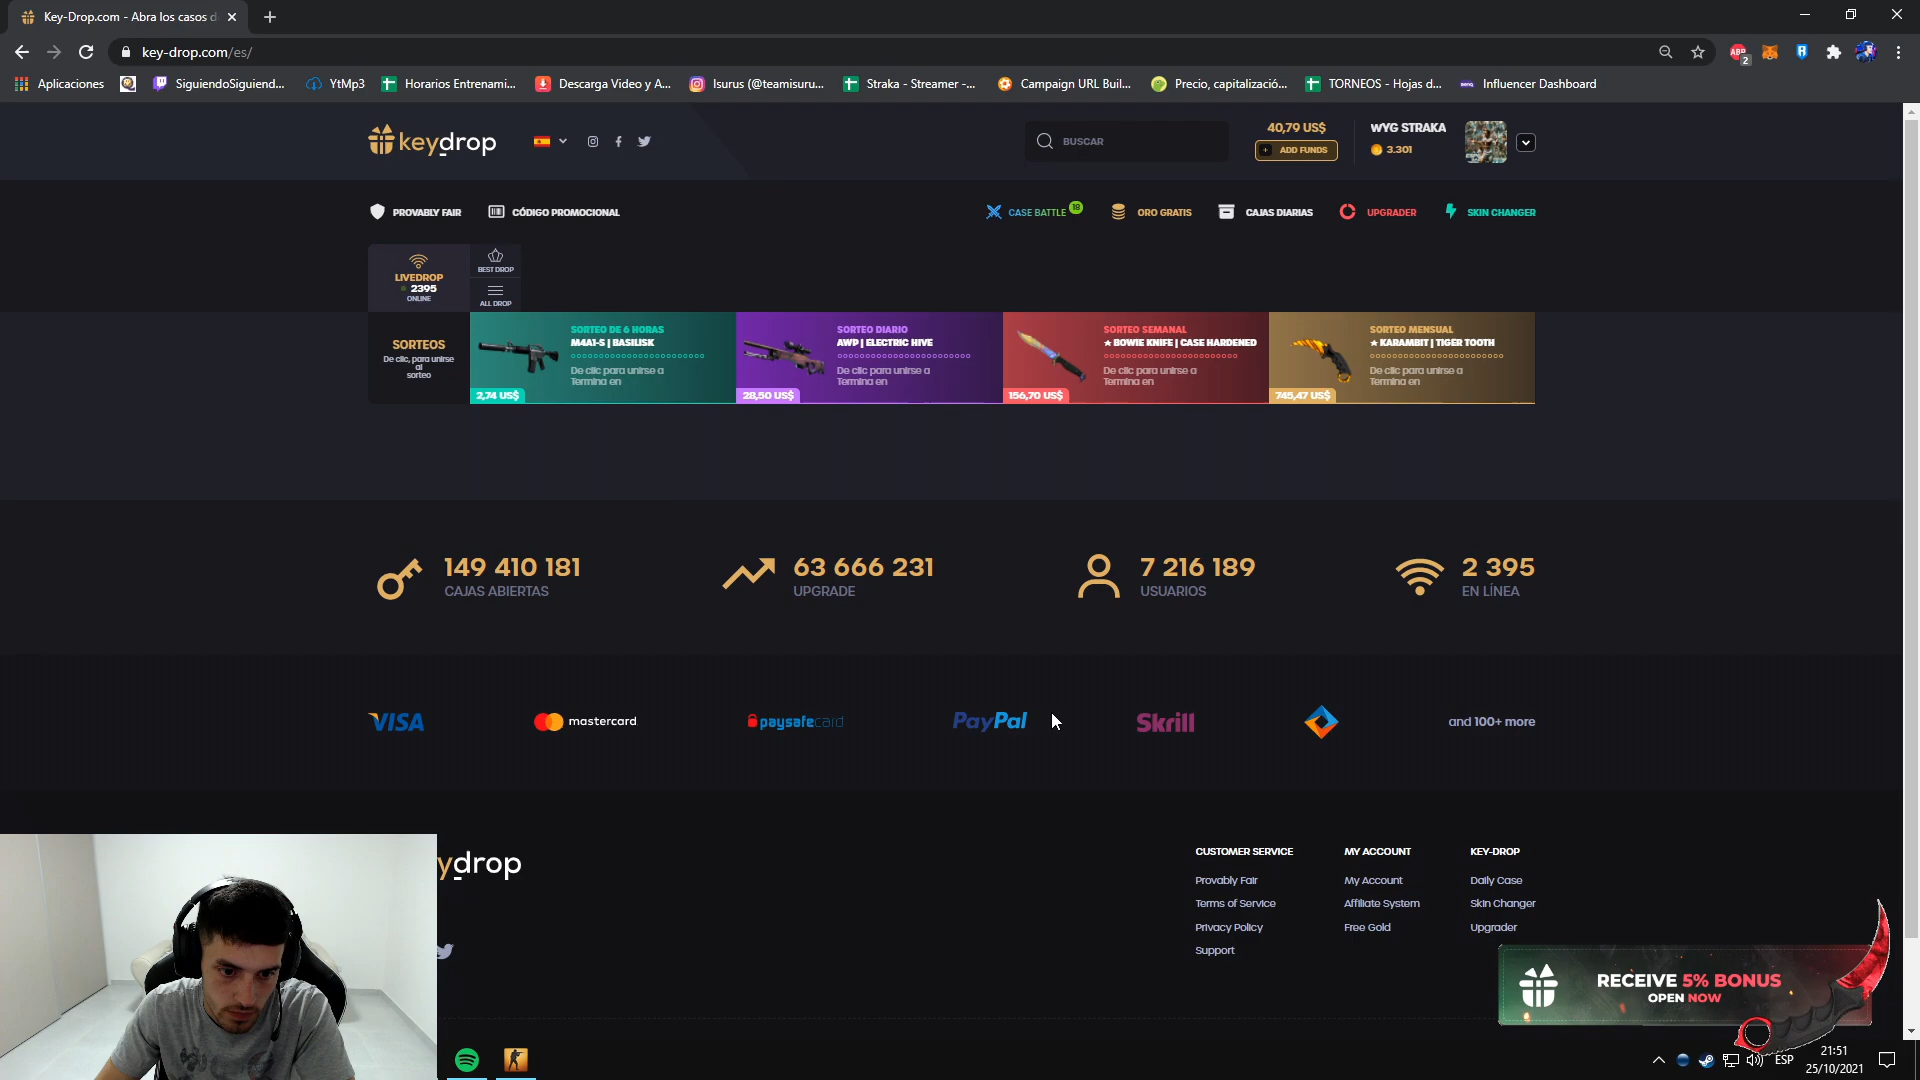 Key-Drop.com - Abra los casos d
key-drop.com/es/
ABP
2
Aplicaciones
SiguiendoSiguiend...
YtMp3
Horarios Entrenami...
Descarga Video y A...
Isurus (@teamisuru...
Straka - Streamer -...
Campaign URL Buil...
Precio, capitalizació...
TORNEOS - Hojas d...
Influencer Dashboard
keydrop
BUSCAR
40,79 US$
ADD FUNDS
WYG STRAKA
3.301
PROVABLY FAIR
CÓDIGO PROMOCIONAL
CASE BATTLE
18
ORO GRATIS
CAJAS DIARIAS
UPGRADER
SKIN CHANGER
LIVEDROP
2395
ONLINE
BEST DROP
ALL DROP
SORTEOS
De clic, para unirse
al
sorteo
SORTEO DE 6 HORAS
M4A1-S | BASILISK
De clic para unirse a
Termina en
2,74 US$
SORTEO DIARIO
AWP | ELECTRIC HIVE
De clic para unirse a
Termina en
28,50 US$
SORTEO SEMANAL
★ BOWIE KNIFE | CASE HARDENED
De clic para unirse a
Termina en
156,70 US$
SORTEO MENSUAL
★ KARAMBIT | TIGER TOOTH
De clic para unirse a
Termina en
745,47 US$
149 410 181
CAJAS ABIERTAS
63 666 231
UPGRADE
7 216 189
USUARIOS
2 395
EN LÍNEA
VISA
mastercard
paysafecard
PayPal
Skrill
and 100+ more
ydrop
CUSTOMER SERVICE
Provably Fair
Terms of Service
Privacy Policy
Support
MY ACCOUNT
My Account
Affiliate System
Free Gold
KEY-DROP
Daily Case
Skin Changer
Upgrader
RECEIVE 5% BONUS
OPEN NOW
ESP
21:51
25/10/2021